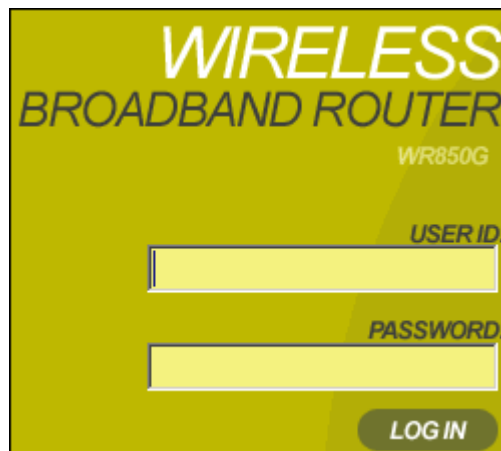 WIRELESS
BROADBAND ROUTER
WR850G
USER ID
PASSWORD
LOG IN